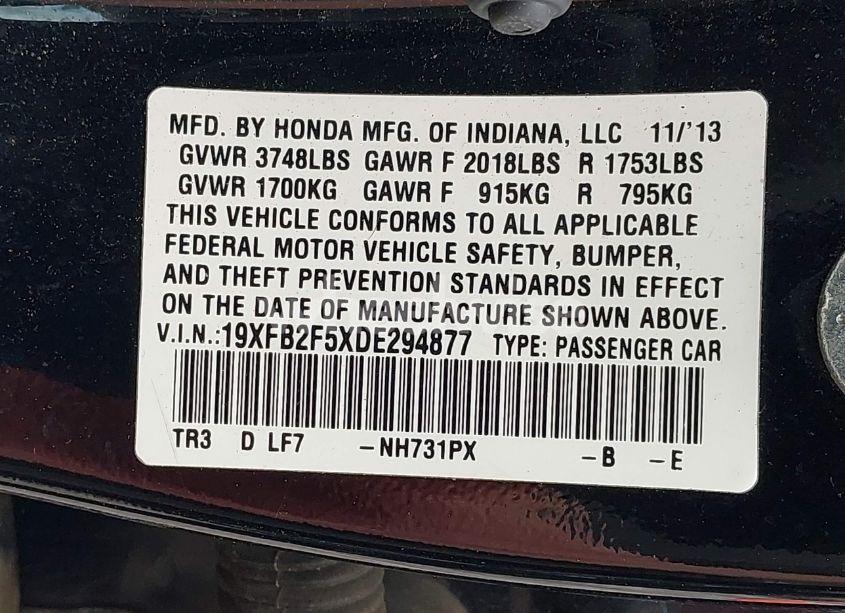 MFD. BY HONDA MFG. OF INDIANA, LLC 11/'13
GVWR 3748LBS GAWR F 2018LBS R 1753LBS
GVWR 1700KG GAWR F 915KG R 795KG
THIS VEHICLE CONFORMS TO ALL APPLICABLE
FEDERAL MOTOR VEHICLE SAFETY, BUMPER,
AND THEFT PREVENTION STANDARDS IN EFFECT
ON THE DATE OF MANUFACTURE SHOWN ABOVE.
V.I.N.:19XFB2F5XDE294877 TYPE: PASSENGER CAR
TR3 D LF7 -NH731PX -B -E